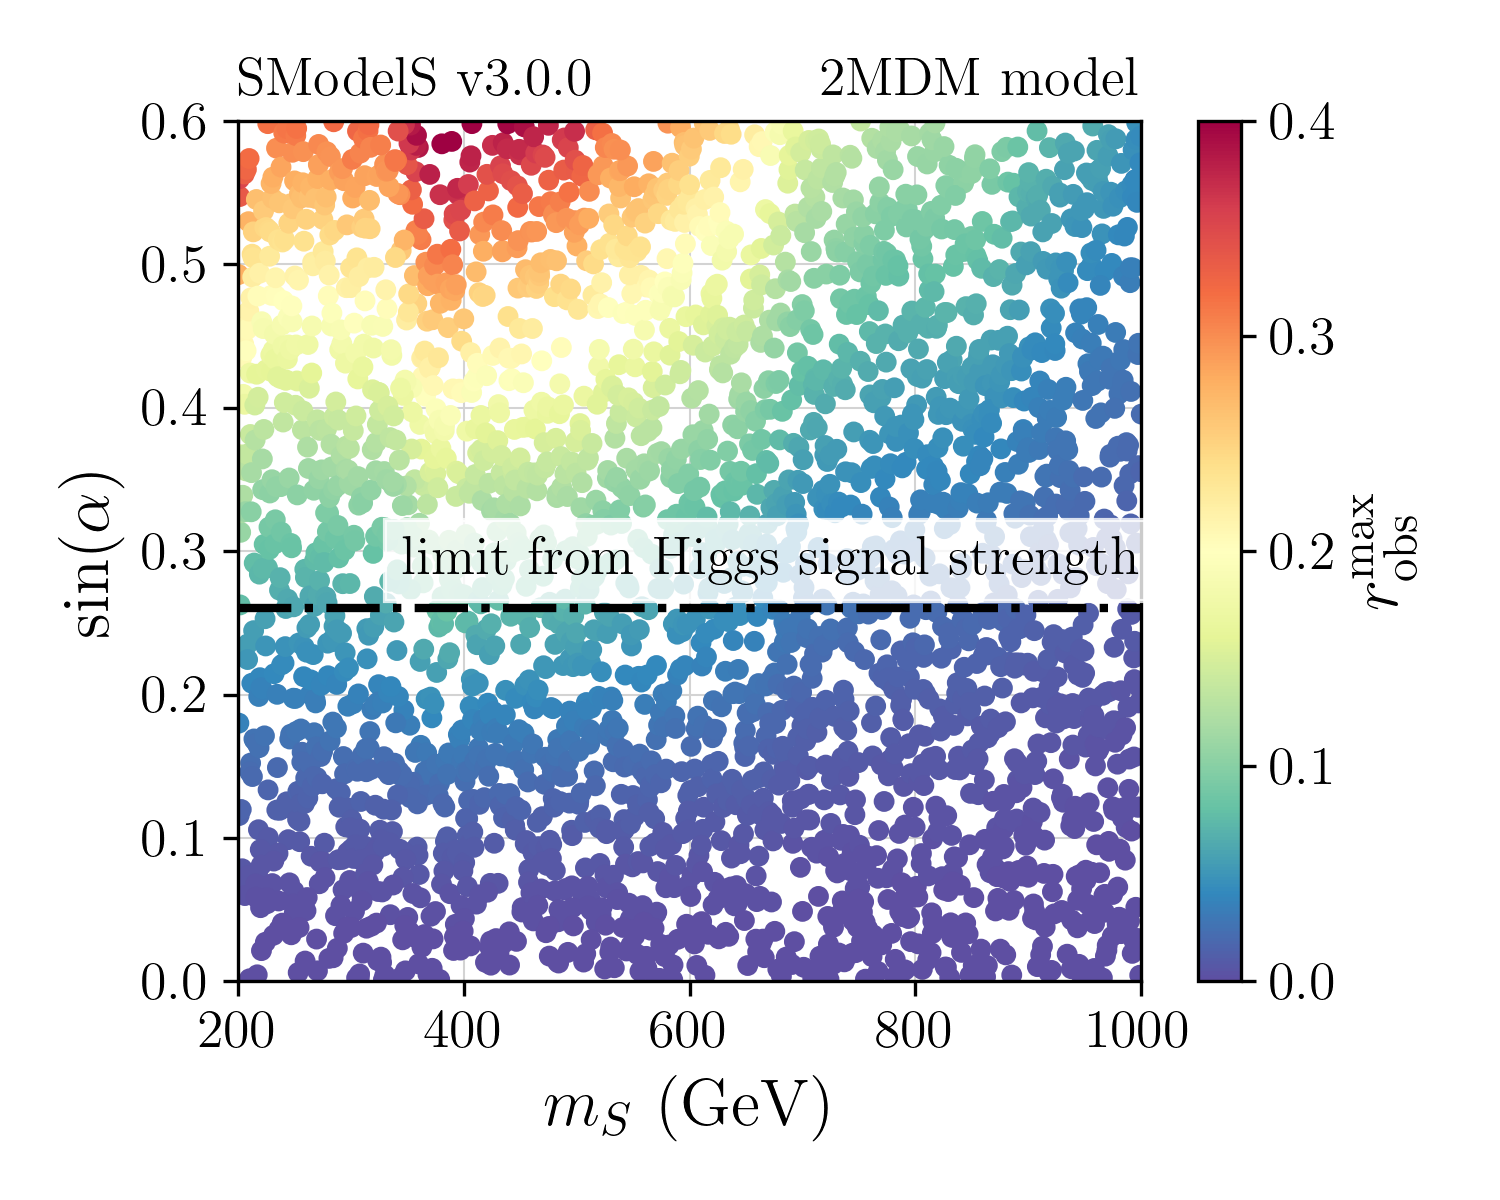 SModelS v3.0.0
2MDM model
0.6
0.5
0.4
0.3
0.2
0.1
0.0
sin(α)
limit from Higgs signal strength
200
400
600
800
1000
m_S (GeV)
0.4
0.3
0.2
0.1
0.0
r_obs^max